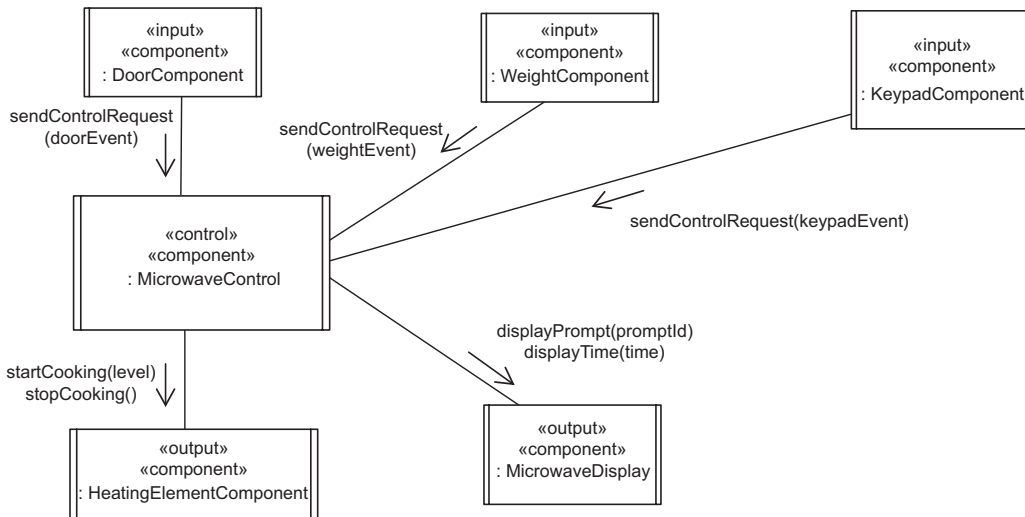 «input»
«component»
: DoorComponent
«input»
«component»
: WeightComponent
«input»
«component»
: KeypadComponent
sendControlRequest
(doorEvent)
sendControlRequest
(weightEvent)
sendControlRequest(keypadEvent)
«control»
«component»
: MicrowaveControl
displayPrompt(promptId)
displayTime(time)
startCooking(level)
stopCooking()
«output»
«component»
: HeatingElementComponent
«output»
«component»
: MicrowaveDisplay